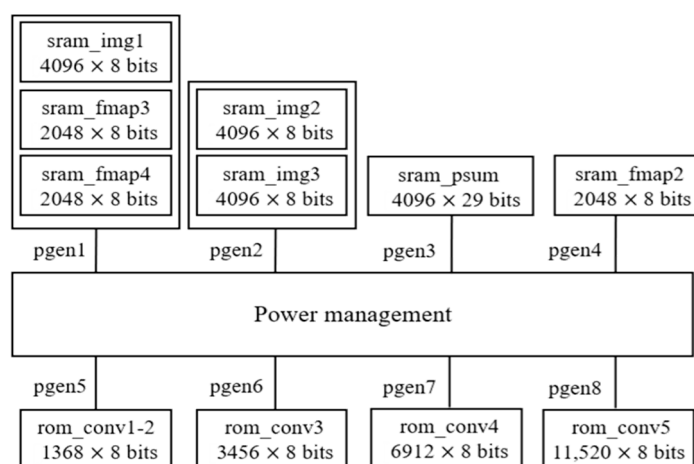 sram_img1
4096 × 8 bits
sram_fmap3
2048 × 8 bits
sram_fmap4
2048 × 8 bits
sram_img2
4096 × 8 bits
sram_img3
4096 × 8 bits
sram_psum
4096 × 29 bits
sram_fmap2
2048 × 8 bits
pgen1
pgen2
pgen3
pgen4
Power management
pgen5
pgen6
pgen7
pgen8
rom_conv1-2
1368 × 8 bits
rom_conv3
3456 × 8 bits
rom_conv4
6912 × 8 bits
rom_conv5
11,520 × 8 bits